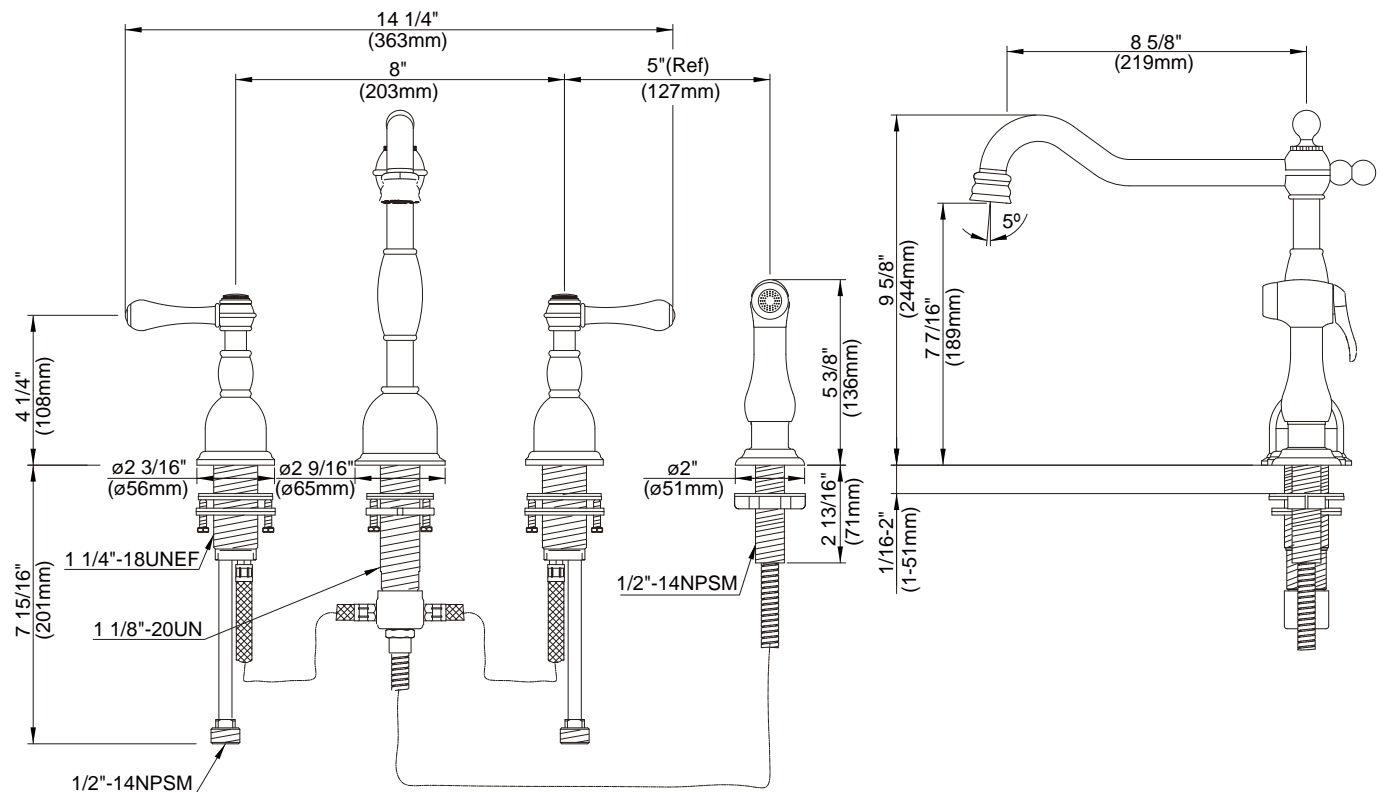 14 1/4"
(363mm)
8"
(203mm)
5"(Ref)
(127mm)
8 5/8"
(219mm)
5º
9 5/8"
(244mm)
7 7/16"
(189mm)
4 1/4"
(108mm)
5 3/8"
(136mm)
ø2 3/16"
(ø56mm)
ø2 9/16"
(ø65mm)
ø2"
(ø51mm)
2 13/16"
(71mm)
1/16-2"
(1-51mm)
1 1/4"-18UNEF
1/2"-14NPSM
7 15/16"
(201mm)
1 1/8"-20UN
1/2"-14NPSM